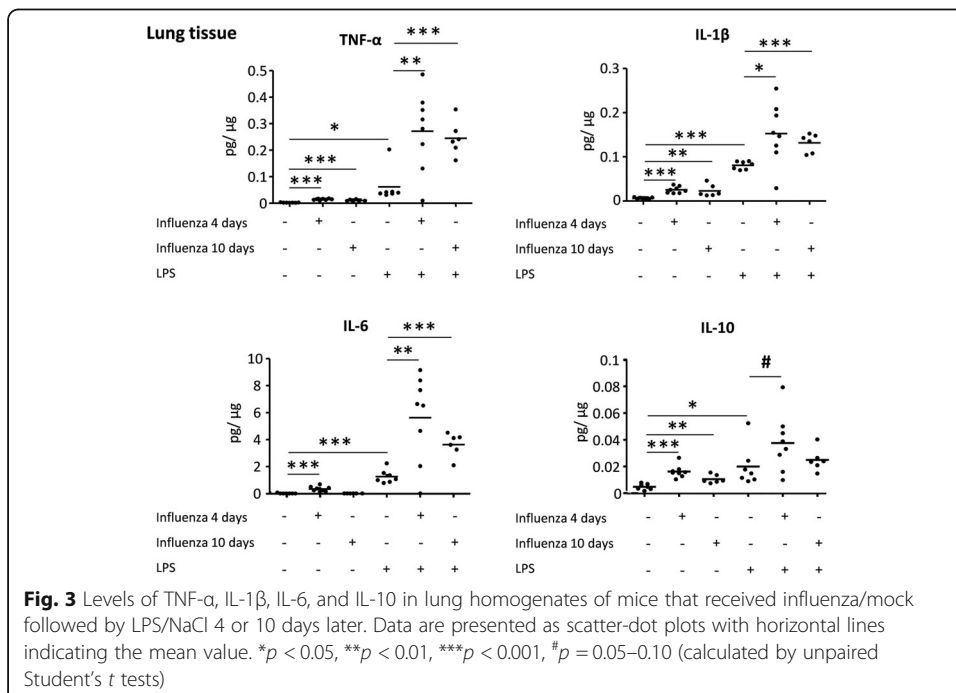 Lung tissue
TNF-α
***
**
*
***
***
0.5
0.4
0.3
0.2
0.1
0
pg/ μg
Influenza 4 days - + - - + -
Influenza 10 days - - + - - +
LPS - - - + + +
IL-1β
***
*
***
**
***
0.3
0.2
0.1
0
pg/ μg
Influenza 4 days - + - - + -
Influenza 10 days - - + - - +
LPS - - - + + +
IL-6
***
**
***
***
10
8
6
4
2
0
pg/ μg
Influenza 4 days - + - - + -
Influenza 10 days - - + - - +
LPS - - - + + +
IL-10
#
*
**
***
0.1
0.08
0.06
0.04
0.02
0
pg/ μg
Influenza 4 days - + - - + -
Influenza 10 days - - + - - +
LPS - - - + + +
Fig. 3 Levels of TNF-α, IL-1β, IL-6, and IL-10 in lung homogenates of mice that received influenza/mock
followed by LPS/NaCl 4 or 10 days later. Data are presented as scatter-dot plots with horizontal lines
indicating the mean value. *p < 0.05, **p < 0.01, ***p < 0.001, #p = 0.05–0.10 (calculated by unpaired
Student's t tests)